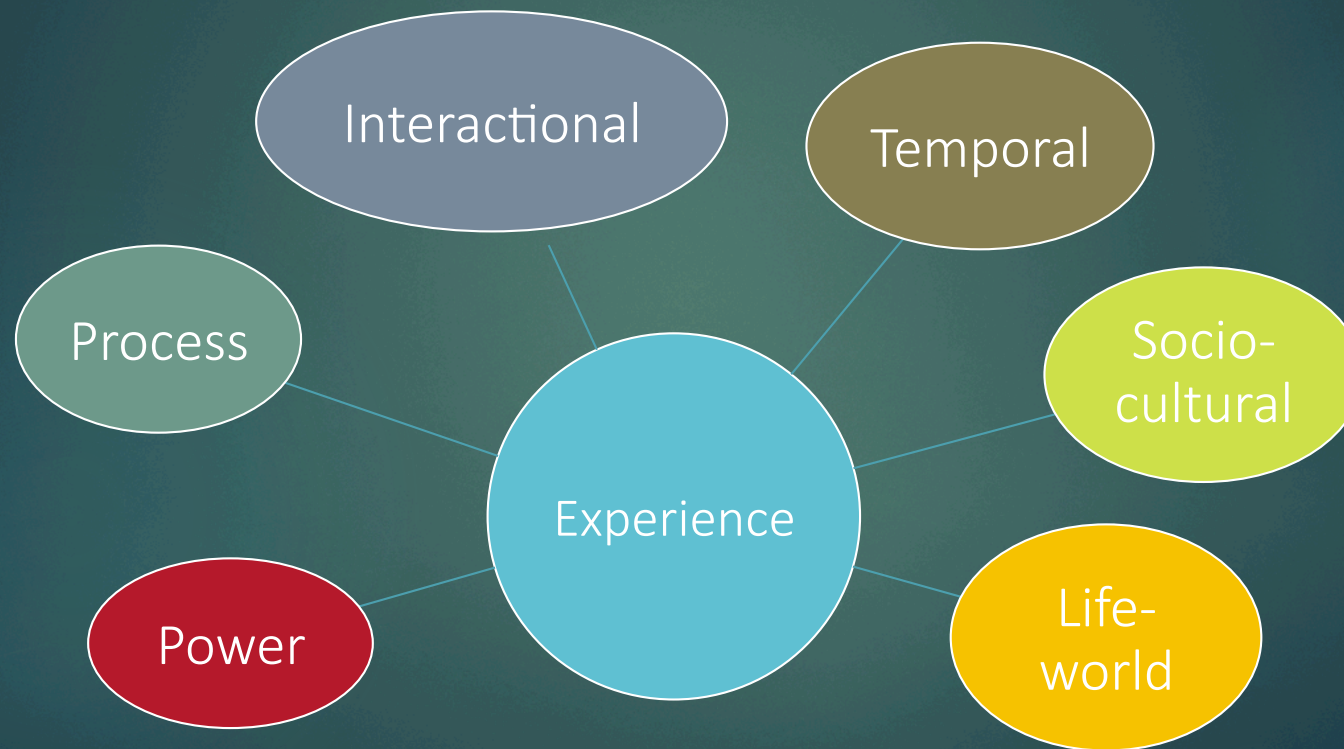 Interactional
Temporal
Process
Socio-
cultural
Experience
Power
Life-
world